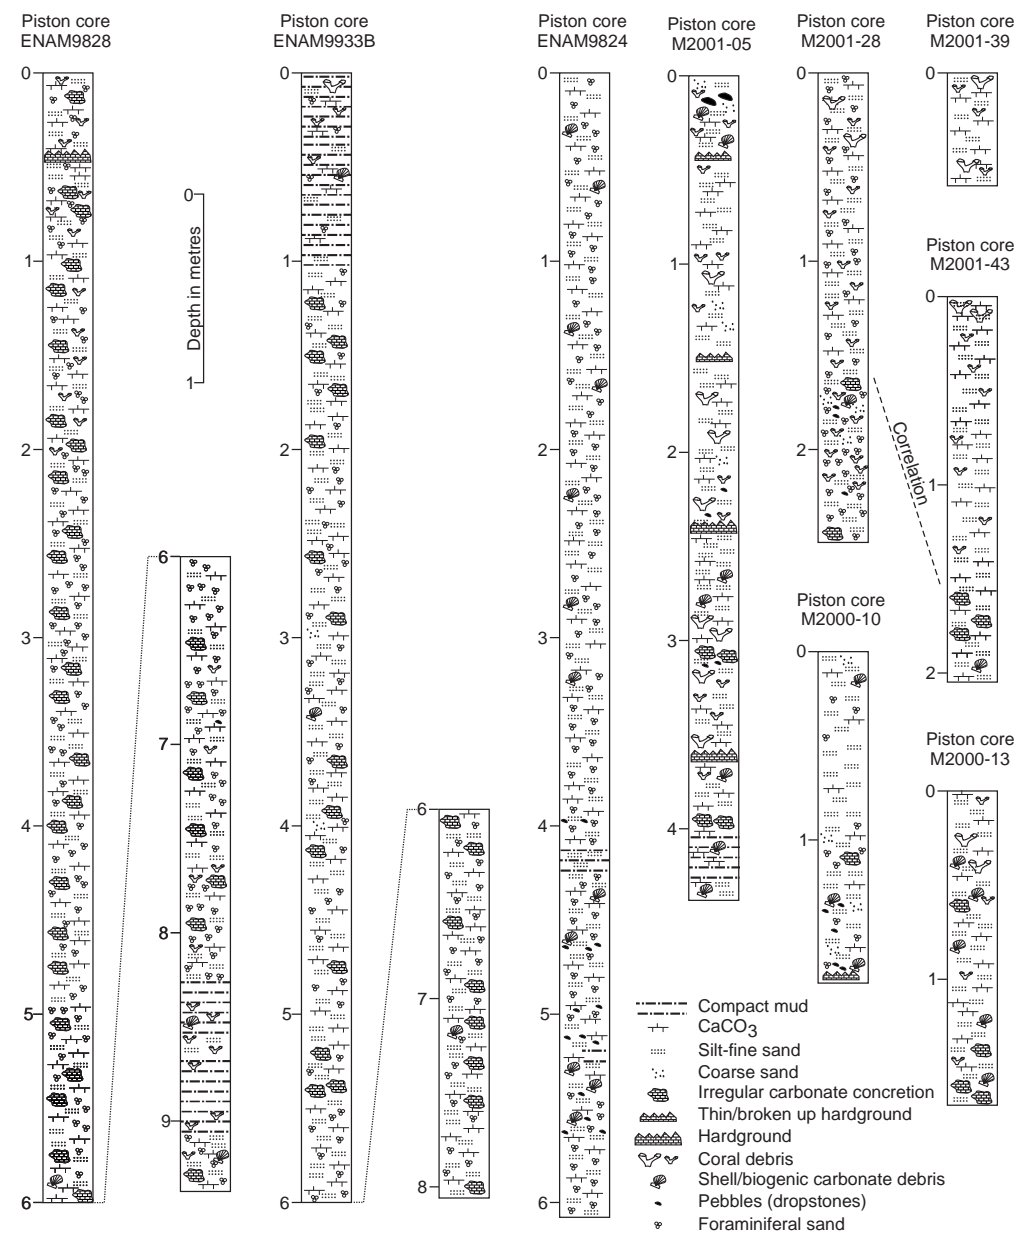 Piston core
ENAM9828
Piston core
ENAM9933B
Piston core
ENAM9824
Piston core
M2001-05
Piston core
M2001-28
Piston core
M2001-39
0
1
2
3
4
5
6
6
7
8
9
Depth in metres
0
1
0
1
2
3
4
5
6
6
7
8
0
1
2
3
4
5
6
0
1
2
3
4
0
1
2
Correlation
0
Piston core
M2001-43
0
1
2
Piston core
M2000-10
0
1
Piston core
M2000-13
0
1
Compact mud
CaCO3
Silt-fine sand
Coarse sand
Irregular carbonate concretion
Thin/broken up hardground
Hardground
Coral debris
Shell/biogenic carbonate debris
Pebbles (dropstones)
Foraminiferal sand